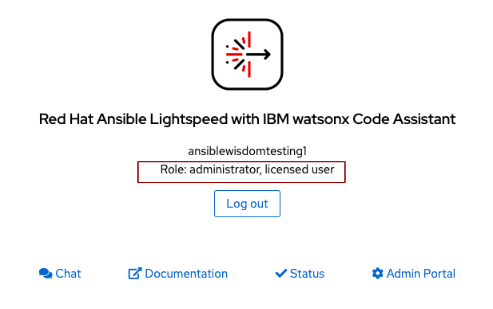 Red Hat Ansible Lightspeed with IBM watsonx Code Assistant
ansiblewisdomtesting1
Role: administrator, licensed user
Log out
Chat Documentation Status Admin Portal